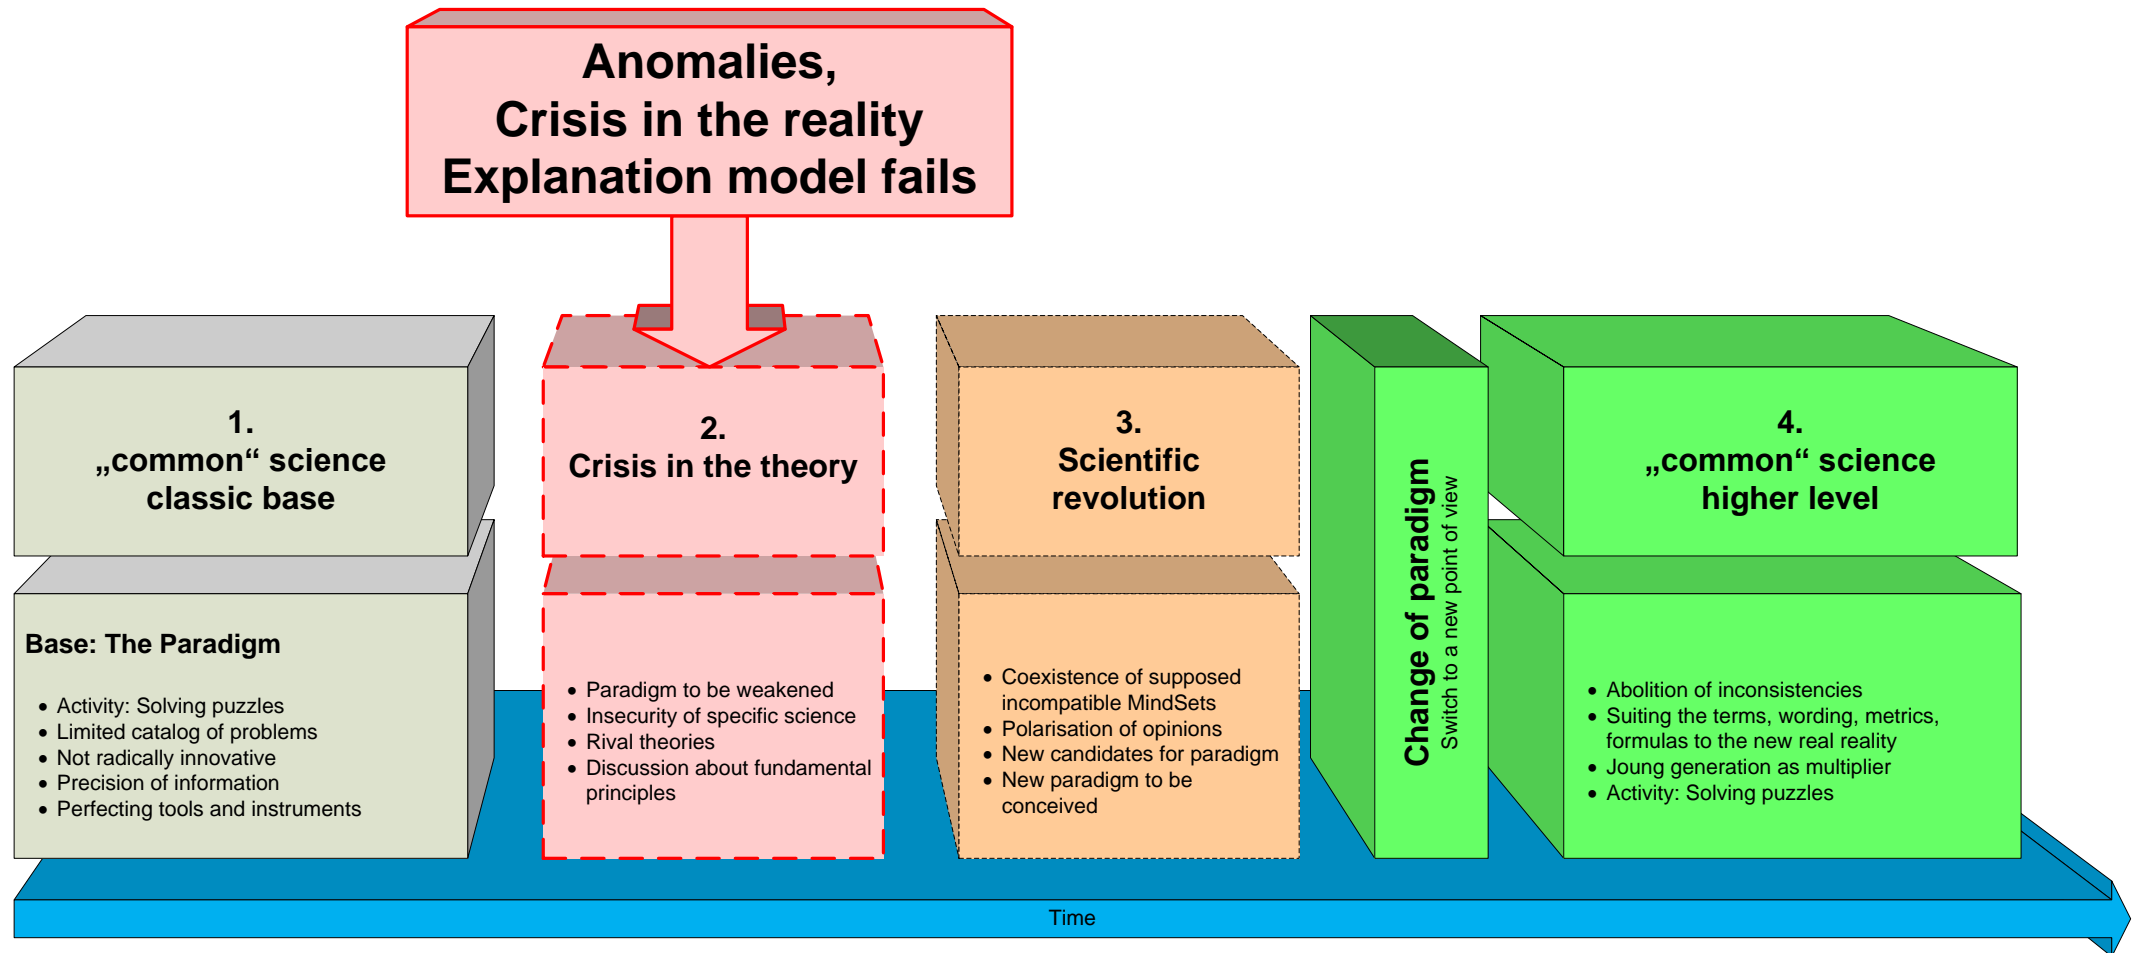 Anomalies,
Crisis in the reality
Explanation model fails
1.
„common“ science
classic base
Base: The Paradigm
• Activity: Solving puzzles
• Limited catalog of problems
• Not radically innovative
• Precision of information
• Perfecting tools and instruments
2.
Crisis in the theory
• Paradigm to be weakened
• Insecurity of specific science
• Rival theories
• Discussion about fundamental
principles
3.
Scientific
revolution
• Coexistence of supposed
incompatible MindSets
• Polarisation of opinions
• New candidates for paradigm
• New paradigm to be
conceived
Change of paradigm
Switch to a new point of view
4.
„common“ science
higher level
• Abolition of inconsistencies
• Suiting the terms, wording, metrics,
formulas to the new real reality
• Joung generation as multiplier
• Activity: Solving puzzles
Time